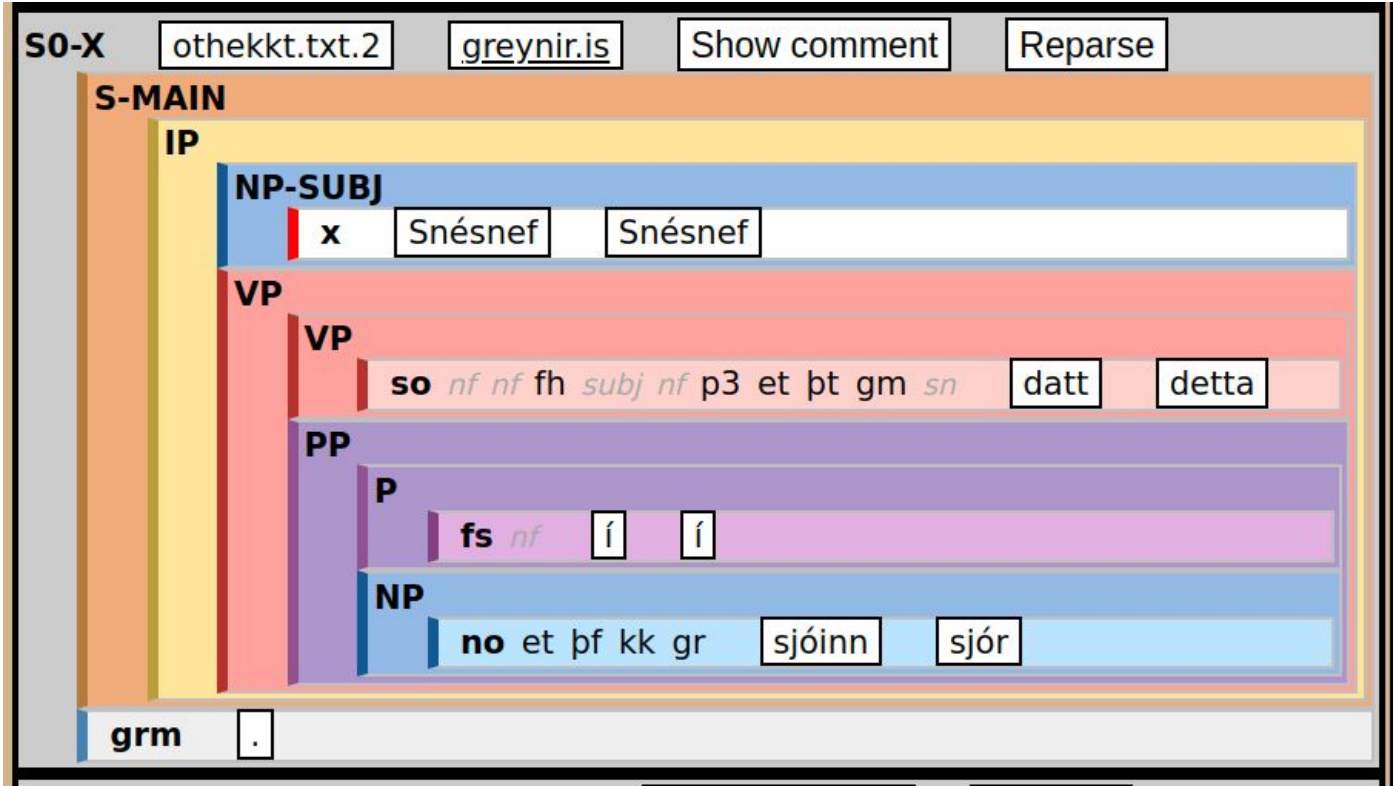 S0-X othekkt.txt.2 greynir.is Show comment Reparse
S-MAIN
IP
NP-SUBJ
x Snésnef Snésnef
VP
VP
so nf nf fh subj nf p3 et þt gm sn datt detta
PP
P
fs nf í í
NP
no et þf kk gr sjóinn sjór
grm .